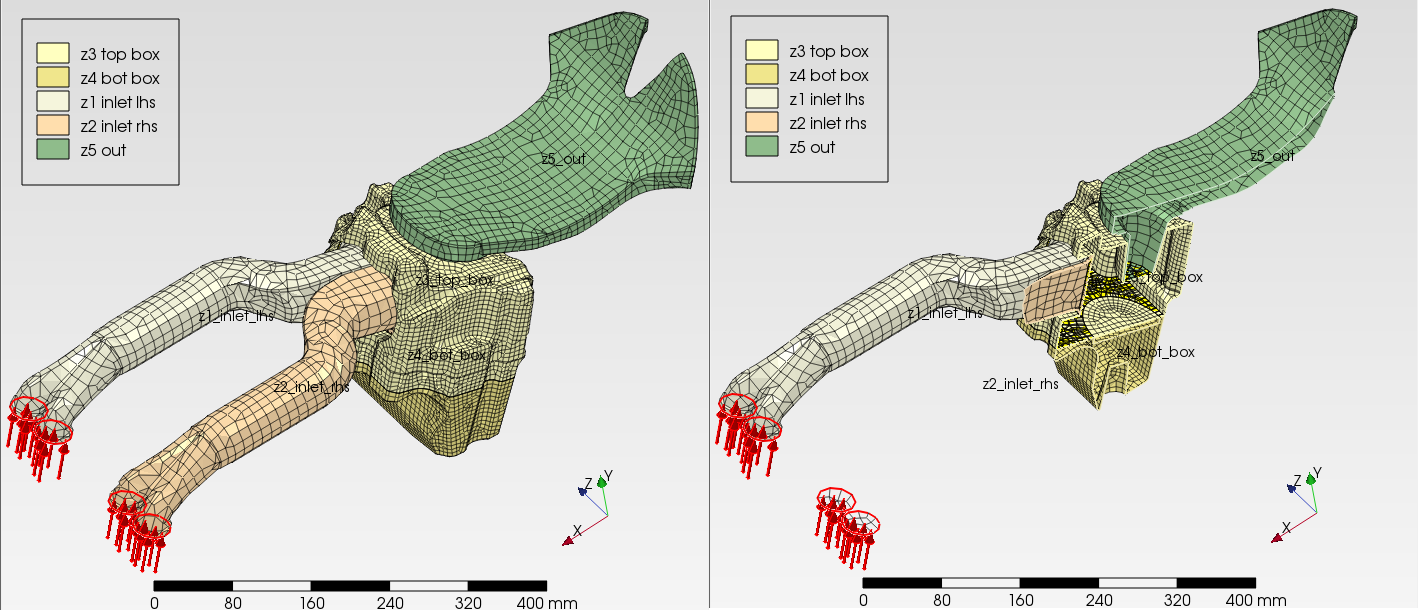 z3 top box
z4 bot box
z1 inlet lhs
z2 inlet rhs
z5 out
z5_out
z3_top_box
z1_inlet_lhs
z4_bot_box
z2_inlet_rhs
Z Y
X
0 80 160 240 320 400 mm
z3 top box
z4 bot box
z1 inlet lhs
z2 inlet rhs
z5 out
z5_out
top_box
z1_inlet_lhs
z4_bot_box
z2_inlet_rhs
Z Y
X
0 80 160 240 320 400 mm